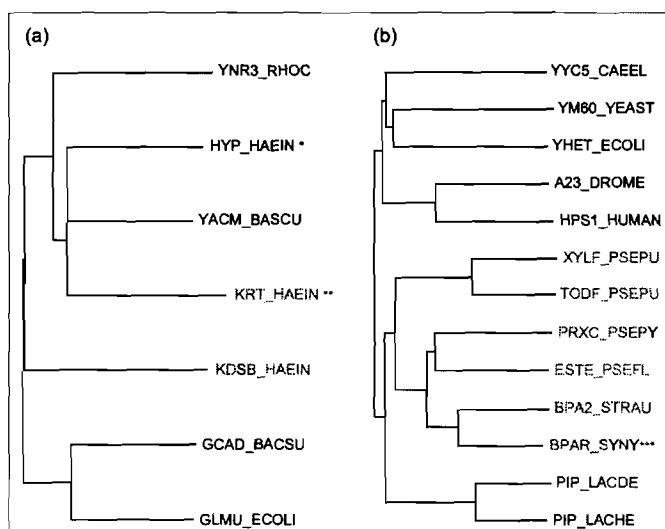 (a)
YNR3_RHOC
HYP_HAEIN *
YACM_BASCU
KRT_HAEIN **
KDSB_HAEIN
GCAD_BACSU
GLMU_ECOLI
(b)
YYC5_CAEEL
YM60_YEAST
YHET_ECOLI
A23_DROME
HPS1_HUMAN
XYLF_PSEPU
TODF_PSEPU
PRXC_PSEPY
ESTE_PSEFL
BPA2_STRAU
BPAR_SYNY***
PIP_LACDE
PIP_LACHE